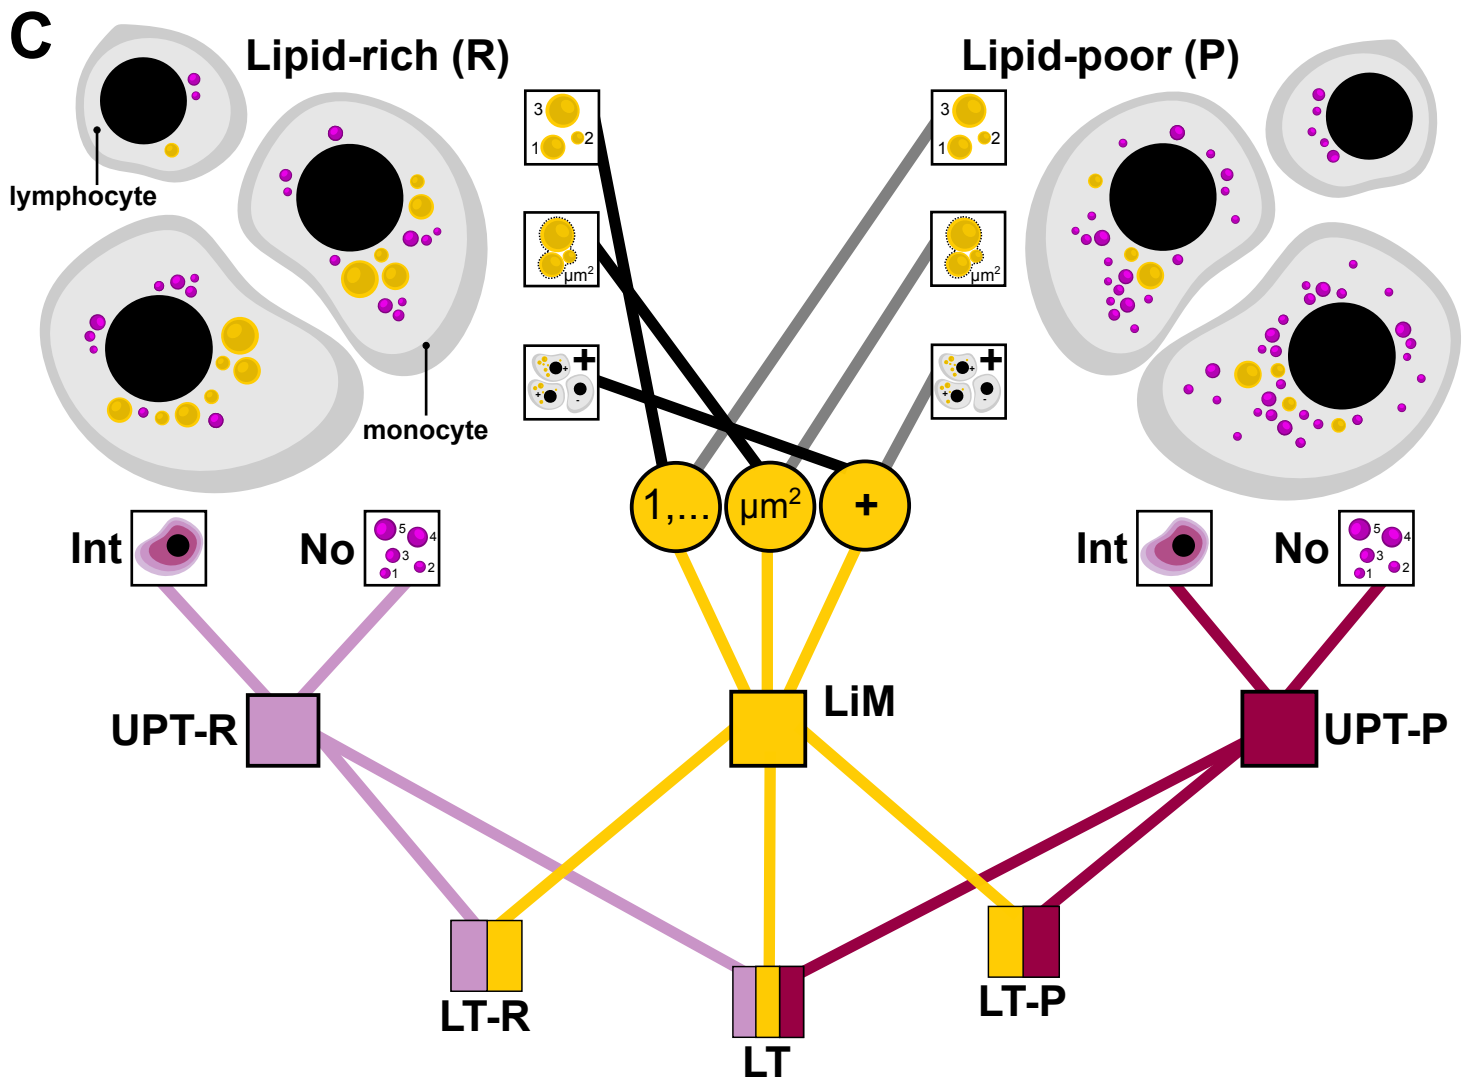 C
Lipid-rich (R)
Lipid-poor (P)
lymphocyte
monocyte
3
1
2
µm²
+
+
+
-
3
1
2
µm²
+
+
+
-
1,...
µm²
+
Int
No
5
4
3
1
2
Int
No
5
4
3
1
2
UPT-R
LiM
UPT-P
LT-R
LT
LT-P